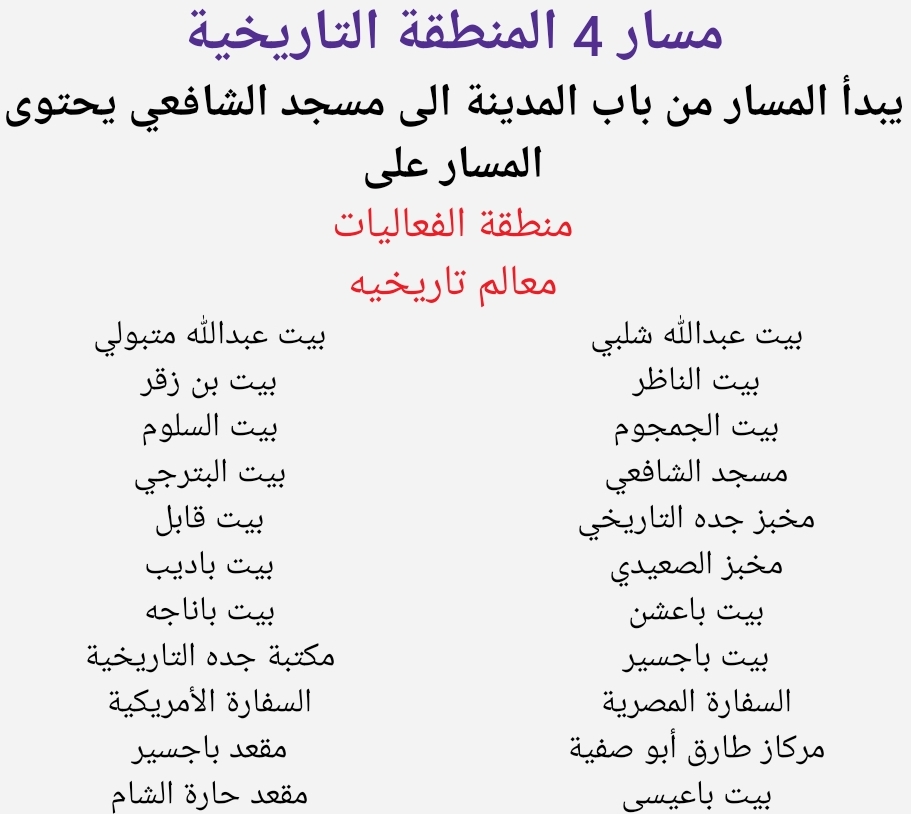 مسار 4 المنطقة التاريخية
يبدأ المسار من باب المدينة الى مسجد الشافعي يحتوى
المسار على
منطقة الفعاليات
معالم تاريخيه
بيت عبدالله شلبي
بيت الناظر
بيت الجمجوم
مسجد الشافعي
مخبز جده التاريخي
مخبز الصعيدي
بيت باعشن
بيت باجسير
السفارة المصرية
مركاز طارق أبو صفية
بيت باعيسى
بيت عبدالله متبولي
بيت بن زقر
بيت السلوم
بيت البترجي
بيت قابل
بيت باديب
بيت باناجه
مكتبة جده التاريخية
السفارة الأمريكية
مقعد باجسير
مقعد حارة الشام